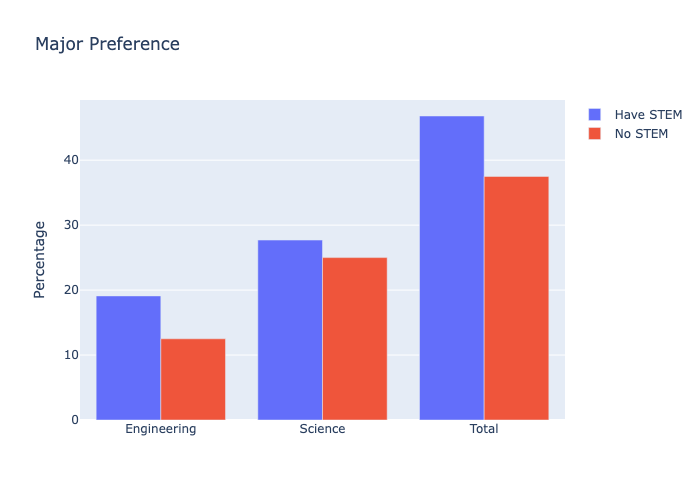 Major Preference
Have STEM
No STEM
Percentage
40
30
20
10
0
Engineering
Science
Total